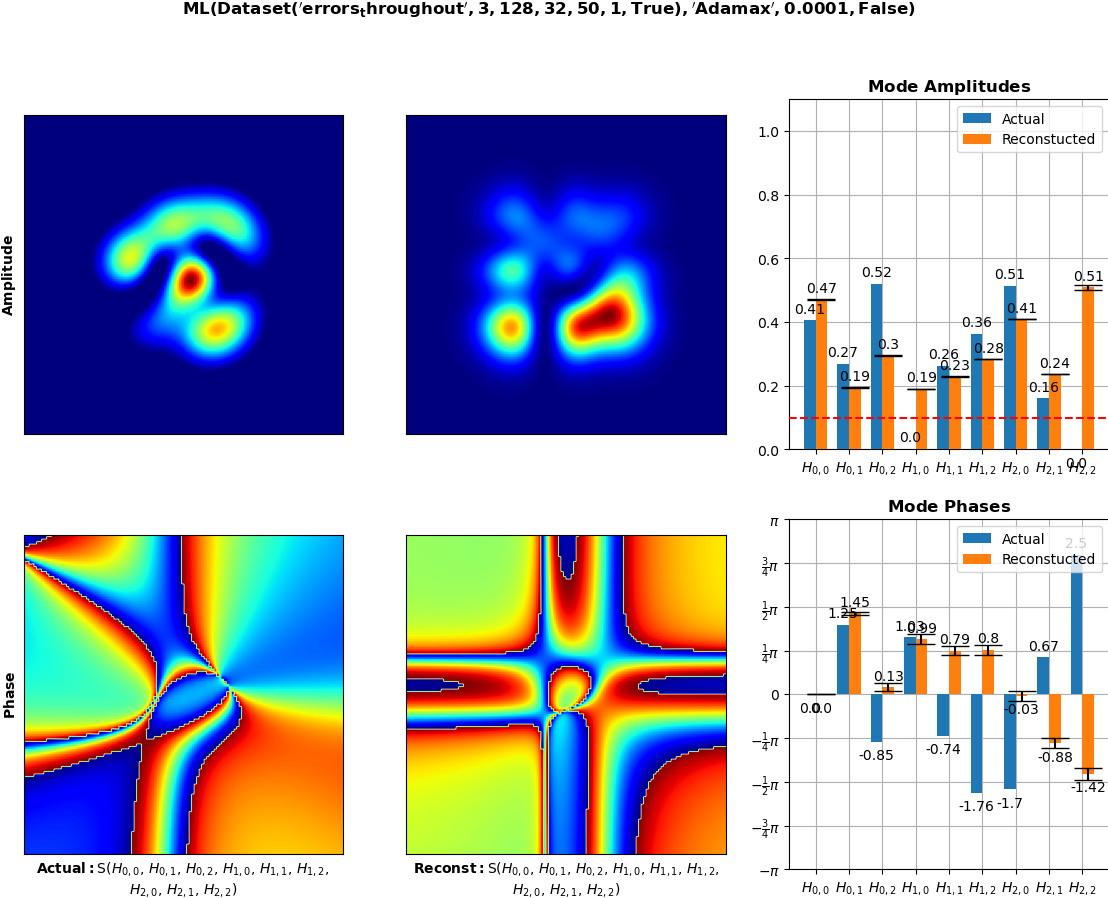 ML(Dataset('errors_throughout', 3, 128, 32, 50, 1, True), 'Adamax', 0.0001, False)
Amplitude
Mode Amplitudes
Actual
Reconstucted
1.0
0.8
0.6
0.4
0.2
0.0
0.41
0.47
0.27
0.19
0.52
0.3
0.0
0.19
0.26
0.23
0.36
0.28
0.51
0.41
0.16
0.24
0.0
0.51
H0,0 H0,1 H0,2 H1,0 H1,1 H1,2 H2,0 H2,1 H2,2
Phase
Mode Phases
Actual
Reconstucted
π
3/4π
1/2π
1/4π
0
−1/4π
−1/2π
−3/4π
−π
0.0
0.0
1.25
1.45
-0.85
0.13
1.03
0.99
-0.74
0.79
-1.76
0.8
-1.7
-0.03
0.67
-0.88
2.5
-1.42
H0,0 H0,1 H0,2 H1,0 H1,1 H1,2 H2,0 H2,1 H2,2
Actual: S(H0,0, H0,1, H0,2, H1,0, H1,1, H1,2,
H2,0, H2,1, H2,2)
Reconst: S(H0,0, H0,1, H0,2, H1,0, H1,1, H1,2,
H2,0, H2,1, H2,2)